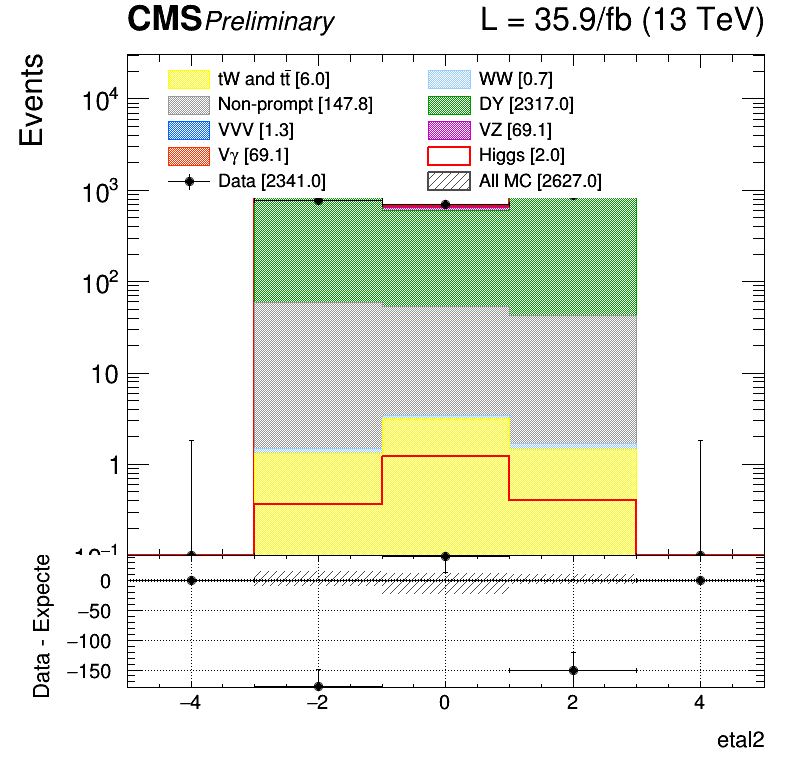 CMS Preliminary L = 35.9/fb (13 TeV)
Events
tW and tt̄ [6.0] WW [0.7]
Non-prompt [147.8] DY [2317.0]
VVV [1.3] VZ [69.1]
Vγ [69.1] Higgs [2.0]
Data [2341.0] All MC [2627.0]
10⁴
10³
10²
10
1
Data - Expecte
0
−50
−100
−150
−4 −2 0 2 4
etal2